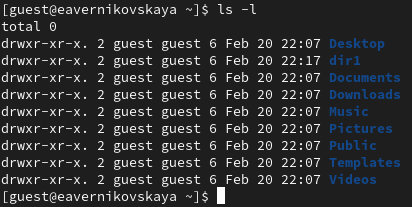 [guest@eavernikovskaya ~]$ ls -l
total 0
drwxr-xr-x. 2 guest guest 6 Feb 20 22:07 Desktop
drwxr-xr-x. 2 guest guest 6 Feb 20 22:17 dir1
drwxr-xr-x. 2 guest guest 6 Feb 20 22:07 Documents
drwxr-xr-x. 2 guest guest 6 Feb 20 22:07 Downloads
drwxr-xr-x. 2 guest guest 6 Feb 20 22:07 Music
drwxr-xr-x. 2 guest guest 6 Feb 20 22:07 Pictures
drwxr-xr-x. 2 guest guest 6 Feb 20 22:07 Public
drwxr-xr-x. 2 guest guest 6 Feb 20 22:07 Templates
drwxr-xr-x. 2 guest guest 6 Feb 20 22:07 Videos
[guest@eavernikovskaya ~]$